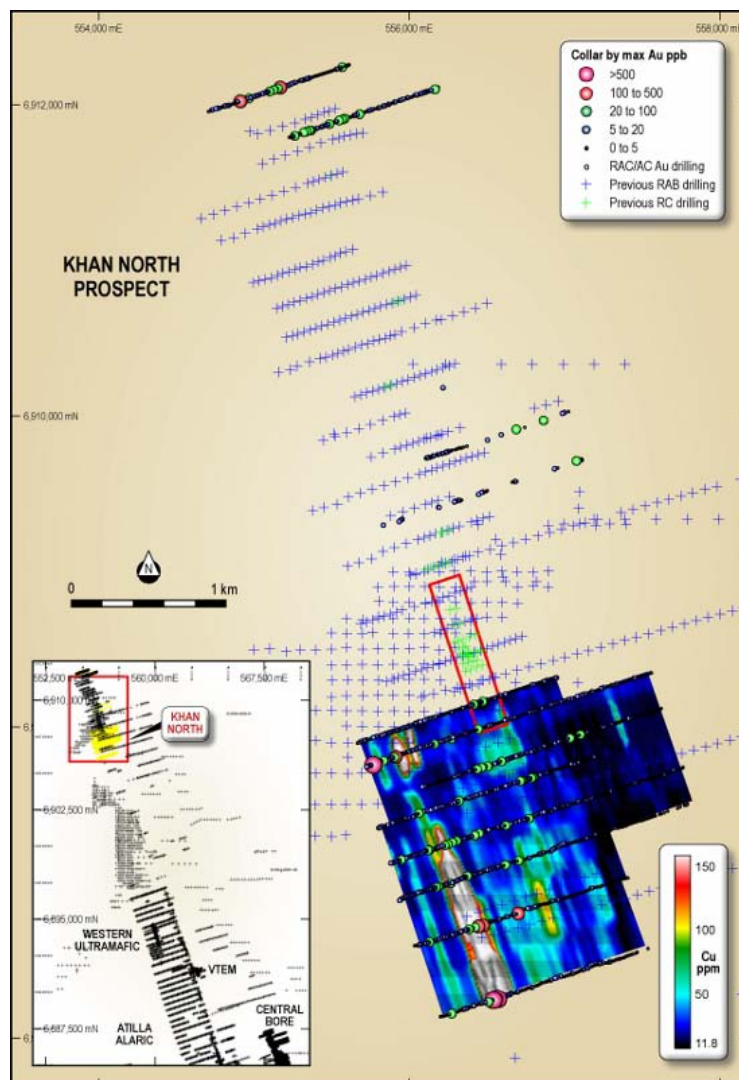 554,000 mE
556,000 mE
558,000 mE
Collar by max Au ppb
>500
100 to 500
20 to 100
5 to 20
0 to 5
RAC/AC Au drilling
Previous RAB drilling
Previous RC drilling
6,912,000 mN
KHAN NORTH
PROSPECT
6,910,000 mN
N
0
1 km
560,000 mE
567,500 mE
6,910,000 mN
KHAN
NORTH
6,902,500 mN
6,895,000 mN
WESTERN
ULTRAMAFIC
VTEM
CENTRAL
BORE
ATILLA
ALARIC
6,887,500 mN
150
100
Cu
ppm
50
11.8